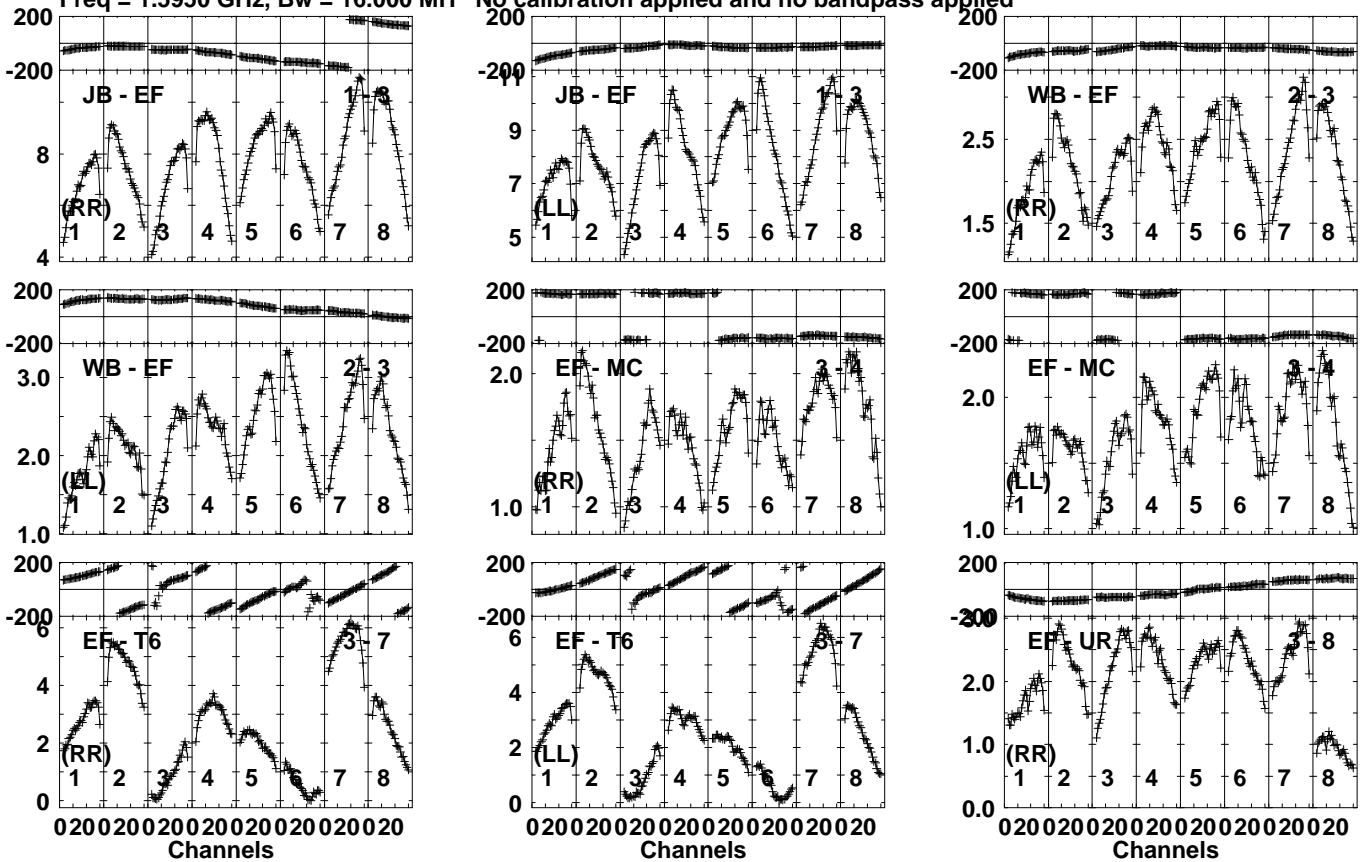 Freq = 1.5950 GHz, Bw = 16.000 MH No calibration applied and no bandpass applied
200 200 200
-200 -200 -200
11
JB - EF 1 - 3 JB - EF 1 - 3 WB - EF 2 - 3
8 9 2.5
7
(RR) (LL) (RR)
1 2 3 4 5 6 7 8 1 2 3 4 5 6 7 8 1 2 3 4 5 6 7 8
4 5 1.5
200 200 200
-200 -200 -200
WB - EF 2 - 3 EF - MC 3 - 4 EF - MC 3 - 4
3.0 2.0 2.0
2.0
(LL) (RR) (LL)
1 2 3 4 5 6 7 8 1 2 3 4 5 6 7 8 1 2 3 4 5 6 7 8
1.0 1.0 1.0
200 200 200
-200 -200 -200
6 6 3.0
EF - T6 3 - 7 EF - T6 3 - 7 EF - UR 3 - 8
4 4 2.0
2 2 1.0
(RR) (LL) (RR)
1 2 3 4 5 6 7 8 1 2 3 4 5 6 7 8 1 2 3 4 5 6 7 8
0 0 0.0
0 20 0 20 0 20 0 20 0 20 0 20 0 20 0 20 0 20 0 20 0 20 0 20 0 20 0 20 0 20 0 20 0 20 0 20 0 20 0 20 0 20 0 20 0 20 0 20
Channels Channels Channels